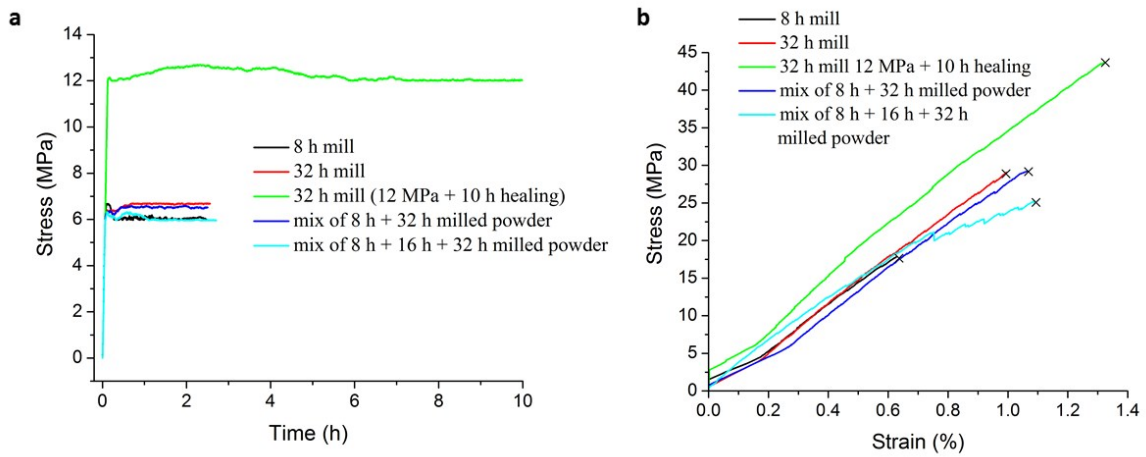 a
14
12
10
8
6
4
2
0
Stress (MPa)
8 h mill
32 h mill
32 h mill (12 MPa + 10 h healing)
mix of 8 h + 32 h milled powder
mix of 8 h + 16 h + 32 h milled powder
0
2
4
6
8
10
Time (h)
b
8 h mill
32 h mill
32 h mill 12 MPa + 10 h healing
mix of 8 h + 32 h milled powder
mix of 8 h + 16 h + 32 h
milled powder
45
40
35
30
25
20
15
10
5
0
Stress (MPa)
0.0
0.2
0.4
0.6
0.8
1.0
1.2
1.4
Strain (%)